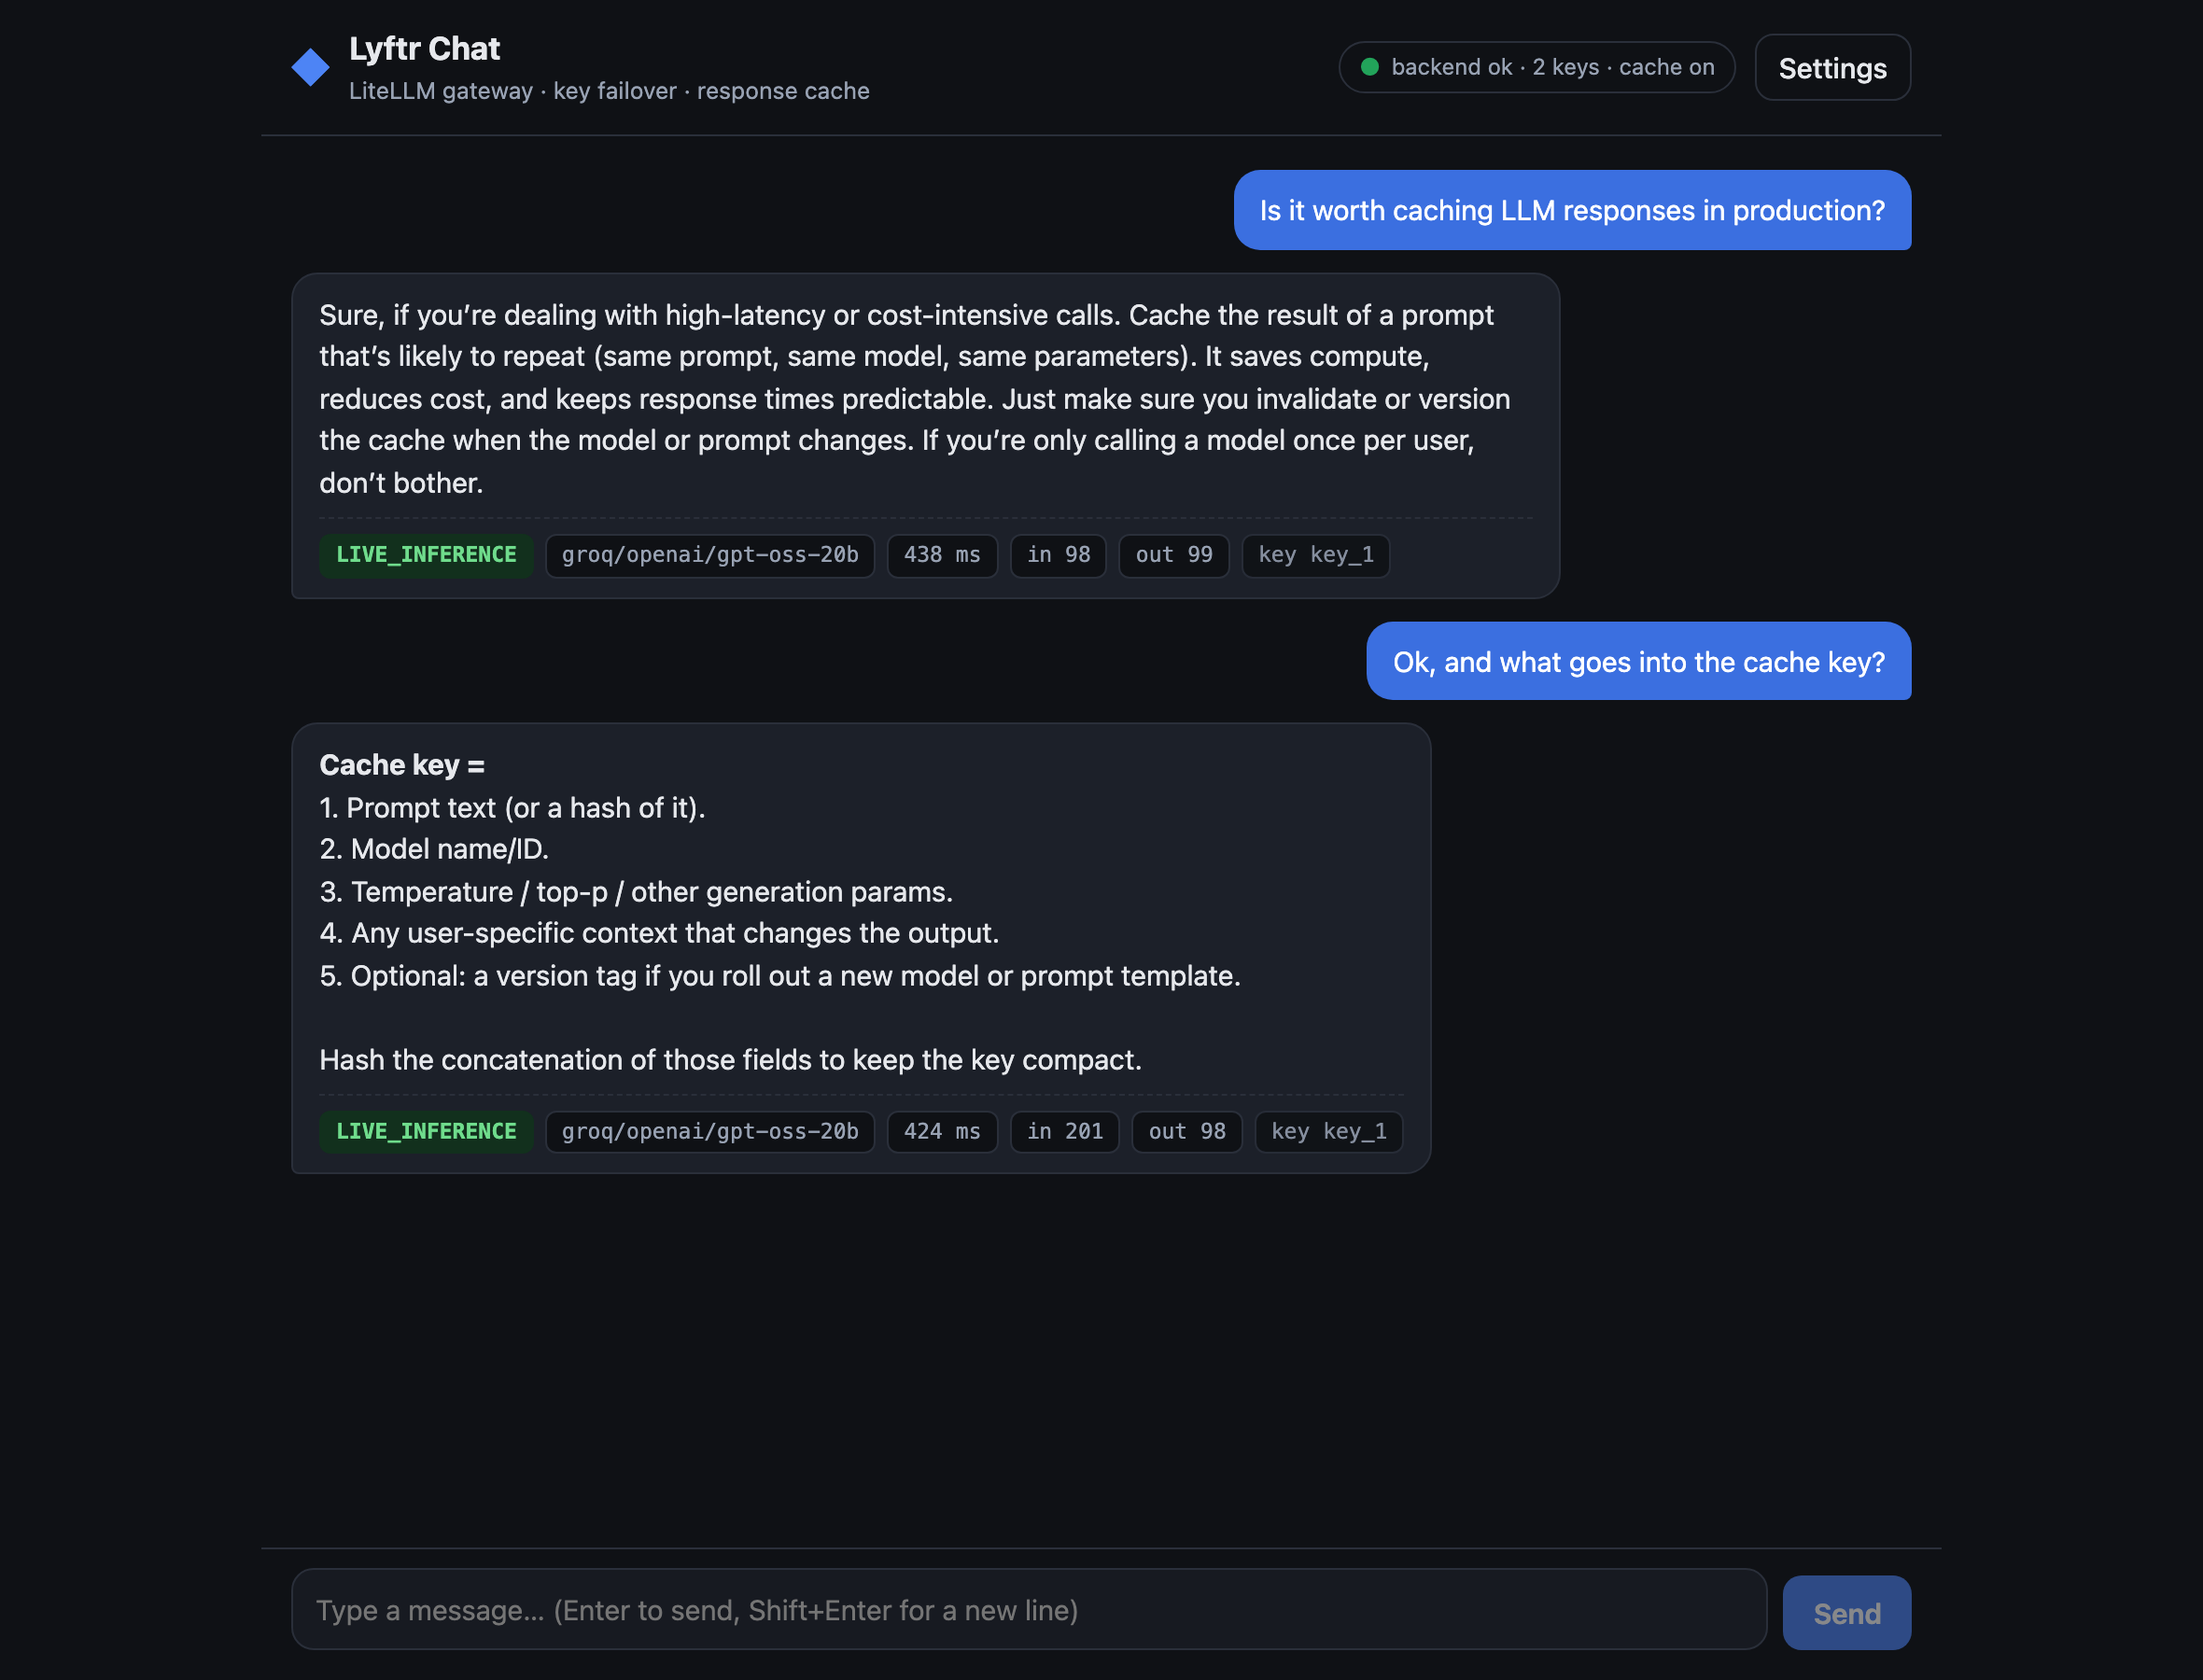 Lyftr Chat
LiteLLM gateway · key failover · response cache
backend ok · 2 keys · cache on
Settings
Is it worth caching LLM responses in production?
Sure, if you’re dealing with high-latency or cost-intensive calls. Cache the result of a prompt
that’s likely to repeat (same prompt, same model, same parameters). It saves compute,
reduces cost, and keeps response times predictable. Just make sure you invalidate or version
the cache when the model or prompt changes. If you’re only calling a model once per user,
don’t bother.
LIVE_INFERENCE groq/openai/gpt-oss-20b 438 ms in 98 out 99 key key_1
Ok, and what goes into the cache key?
Cache key =
1. Prompt text (or a hash of it).
2. Model name/ID.
3. Temperature / top-p / other generation params.
4. Any user-specific context that changes the output.
5. Optional: a version tag if you roll out a new model or prompt template.
Hash the concatenation of those fields to keep the key compact.
LIVE_INFERENCE groq/openai/gpt-oss-20b 424 ms in 201 out 98 key key_1
Type a message... (Enter to send, Shift+Enter for a new line)
Send